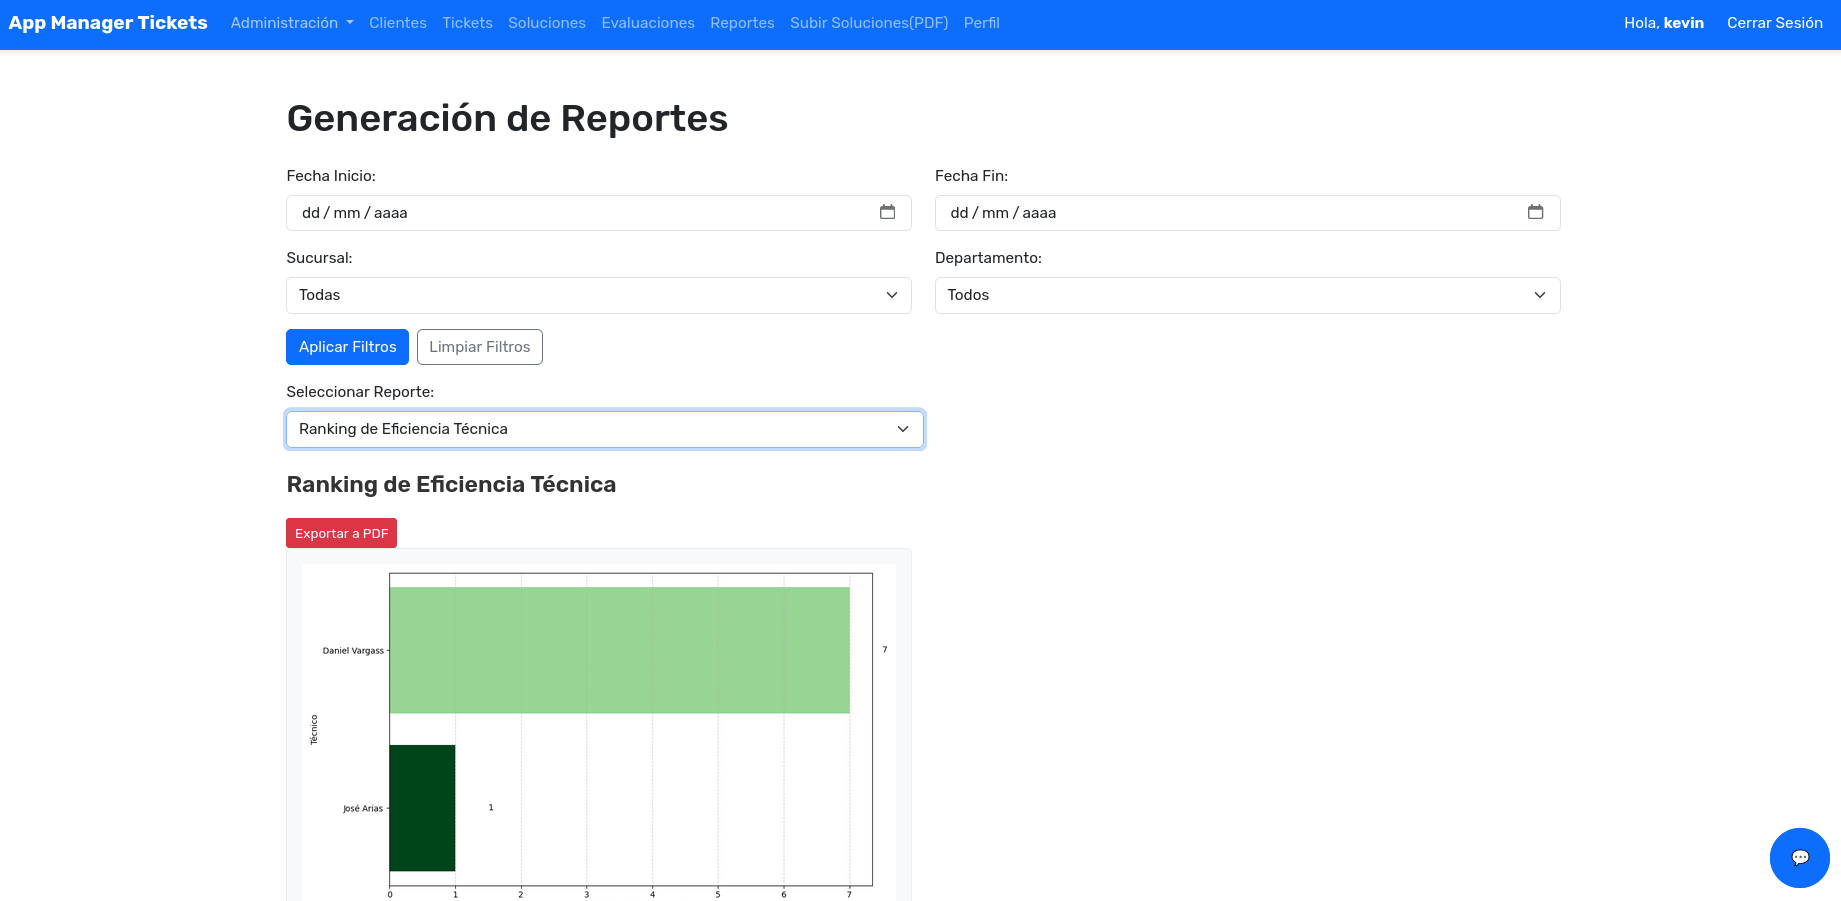 App Manager Tickets Administración Clientes Tickets Soluciones Evaluaciones Reportes Subir Soluciones(PDF) Perfil Hola, kevin Cerrar Sesión
Generación de Reportes
Fecha Inicio: Fecha Fin:
dd / mm / aaaa dd / mm / aaaa
Sucursal: Departamento:
Todas Todos
Aplicar Filtros Limpiar Filtros
Seleccionar Reporte:
Ranking de Eficiencia Técnica
Ranking de Eficiencia Técnica
Exportar a PDF
Daniel Vargass 7
Técnico
José Arias 1
0 1 2 3 4 5 6 7